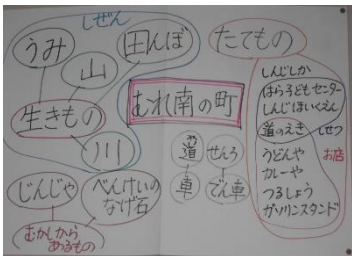 しぜん
うみ
山
田んぼ
生きもの
川
むれ南の町
たてもの
しんじしか
はら子どもセンター
しんじほいくえん
道のえき
しせつ
うどんや
カレーや
つるしょう
ガソリンスタンド
お店
道や
車
せんろ
でん車
じんじゃ
べんけいの
なげ石
むかしから
あるもの